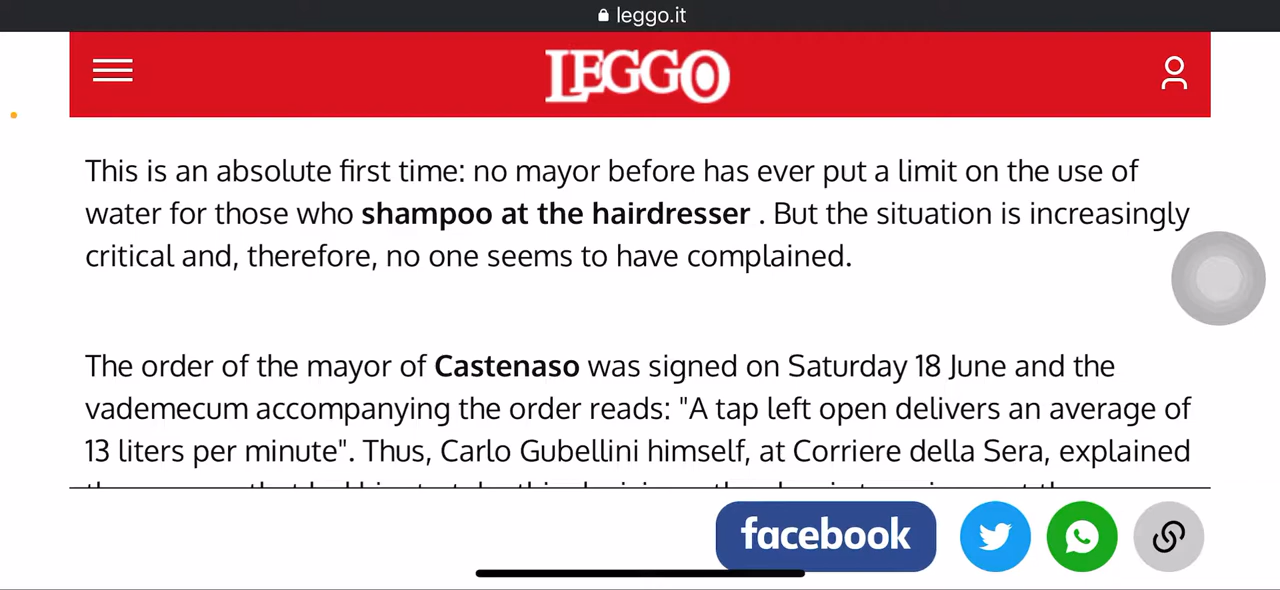 leggo.it
LEGGO
This is an absolute first time: no mayor before has ever put a limit on the use of
water for those who shampoo at the hairdresser . But the situation is increasingly
critical and, therefore, no one seems to have complained.
The order of the mayor of Castenaso was signed on Saturday 18 June and the
vademecum accompanying the order reads: "A tap left open delivers an average of
13 liters per minute". Thus, Carlo Gubellini himself, at Corriere della Sera, explained
facebook